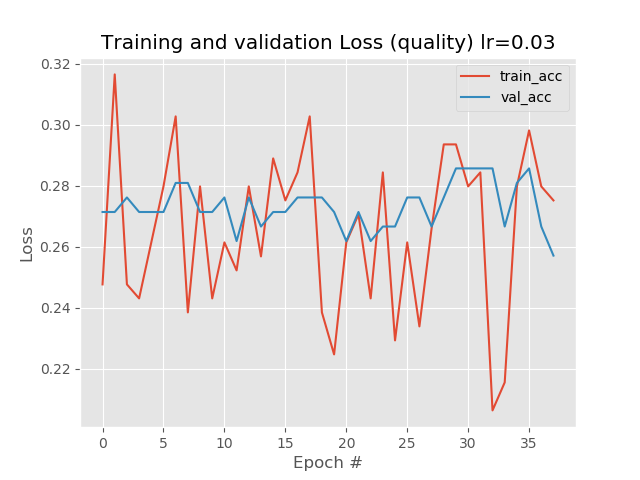 Training and validation Loss (quality) lr=0.03
train_acc
val_acc
0.32
0.30
0.28
0.26
0.24
0.22
Loss
0 5 10 15 20 25 30 35
Epoch #